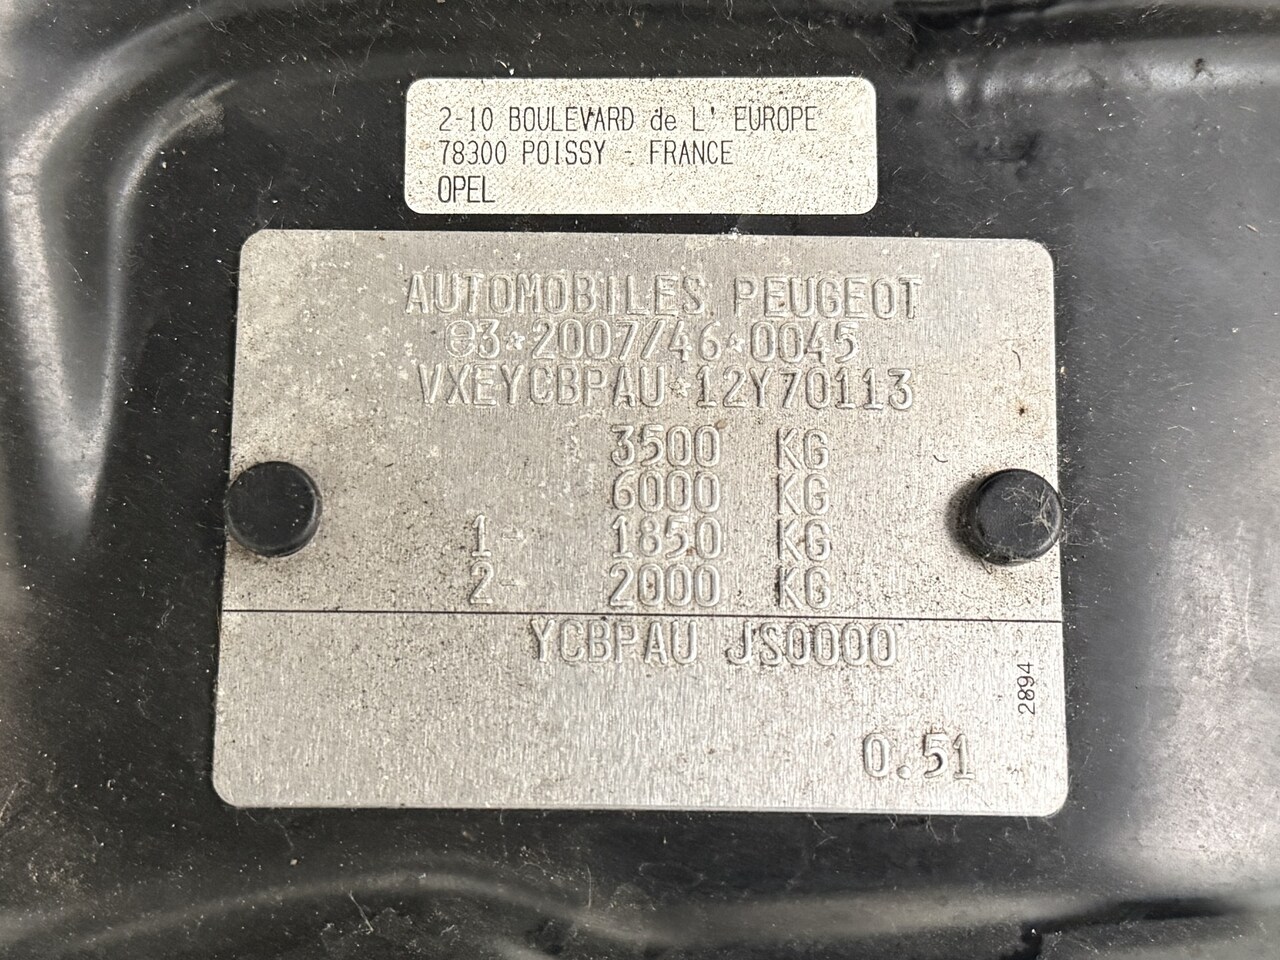 2-10 BOULEVARD de L' EUROPE
78300 POISSY - FRANCE
OPEL
AUTOMOBILES PEUGEOT
e3*2007/46*0045
VXEYCBPAU*12Y70113
3500 KG
6000 KG
1- 1850 KG
2- 2000 KG
YCBPAU JS0000
2894
0.51